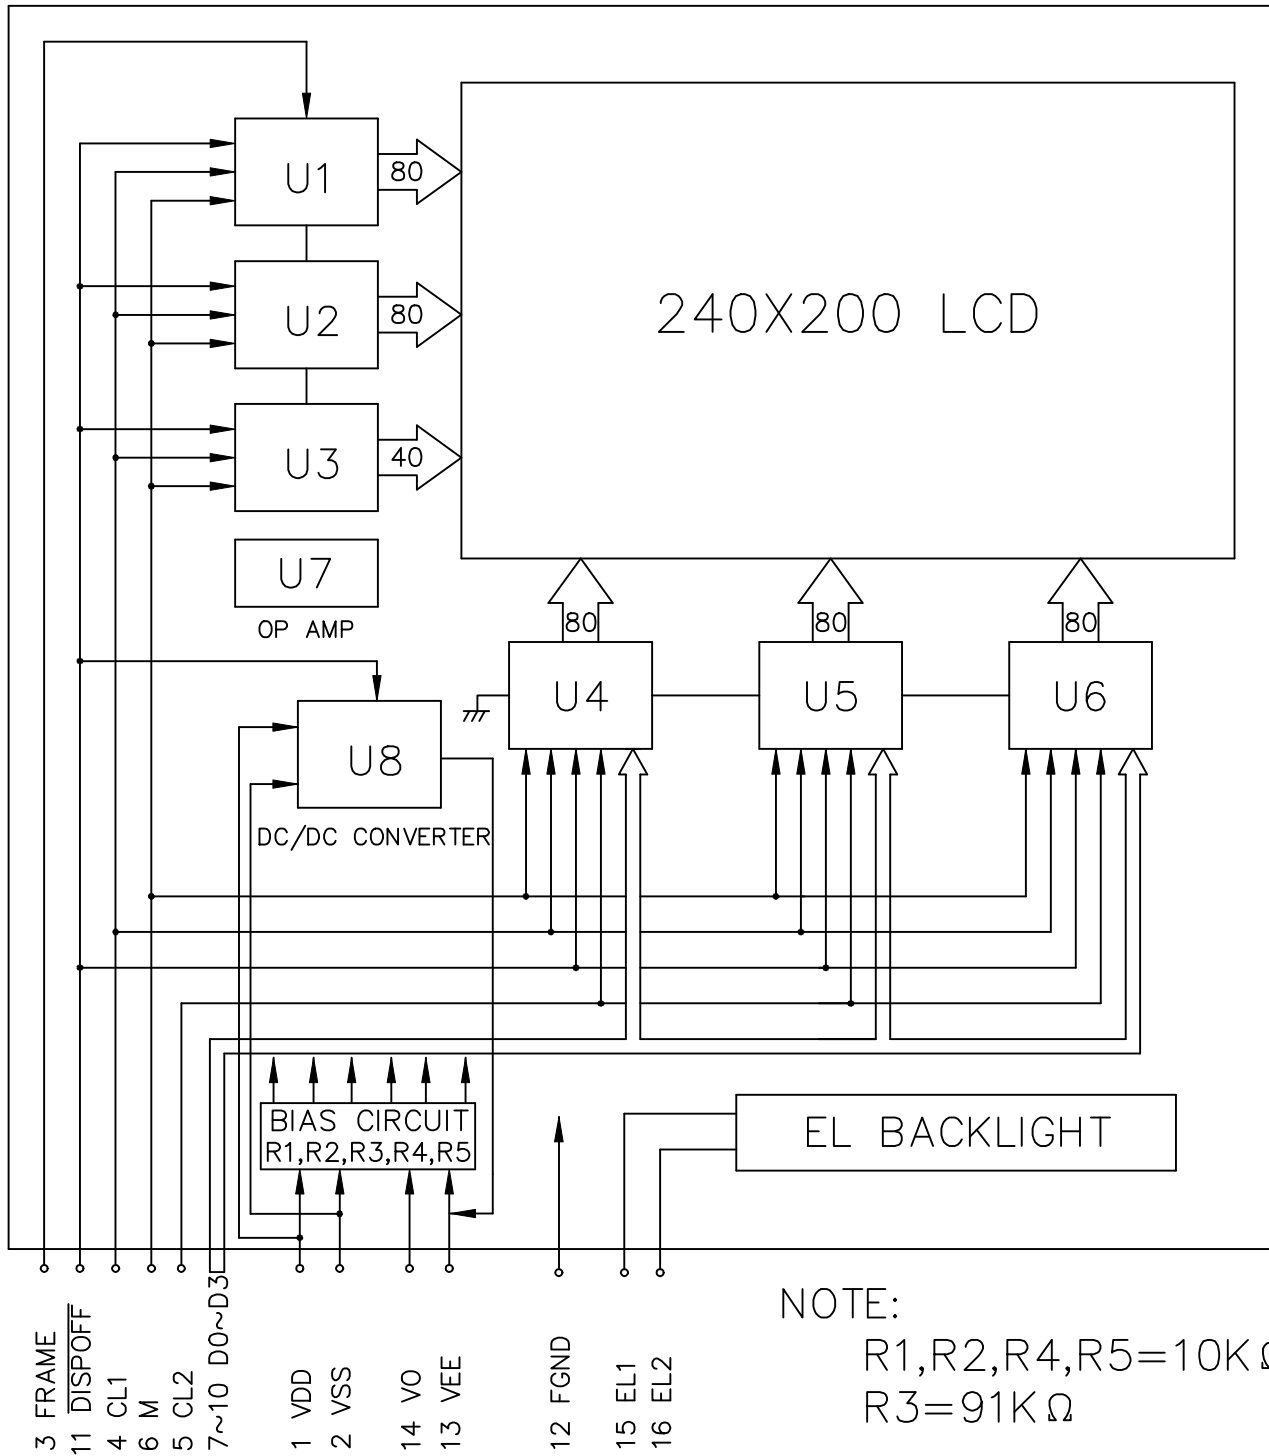 U1
80
U2
80
240X200 LCD
U3
40
U7
OP AMP
80
80
80
U4
U5
U6
U8
DC/DC CONVERTER
BIAS CIRCUIT
R1,R2,R3,R4,R5
EL BACKLIGHT
3 FRAME
11 DISPOFF
4 CL1
6 M
5 CL2
7~10 D0~D3
1 VDD
2 VSS
14 VO
13 VEE
12 FGND
15 EL1
16 EL2
NOTE:
R1,R2,R4,R5=10KΩ
R3=91KΩ